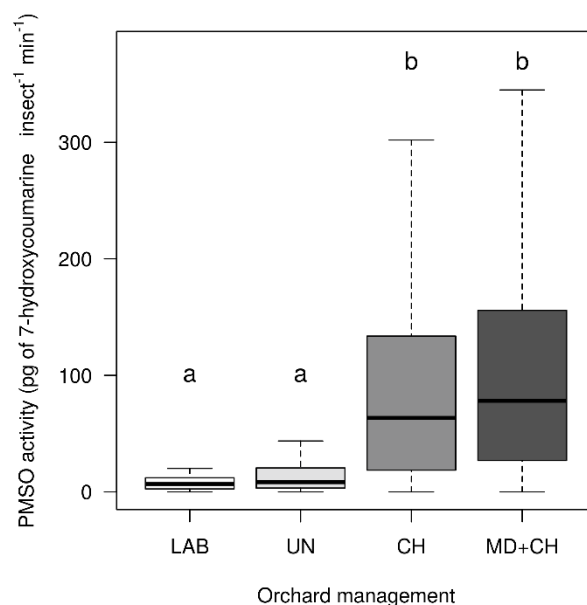 PMSO activity (pg of 7-hydroxycoumarine insect⁻¹ min⁻¹)
b b
300
200
a a
100
0
LAB UN CH MD+CH
Orchard management